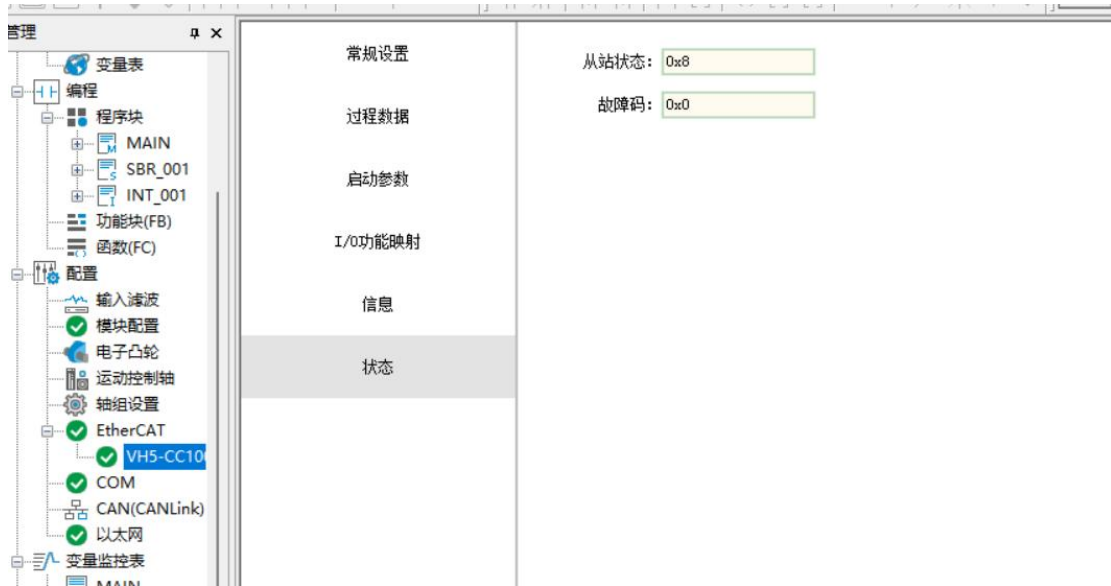 管理
变量表
编程
程序块
MAIN
SBR_001
INT_001
功能块(FB)
函数(FC)
配置
输入滤波
模块配置
电子凸轮
运动控制轴
轴组设置
EtherCAT
VH5-CC10
COM
CAN(CANLink)
以太网
变量监控表
MAIN
常规设置
过程数据
启动参数
I/O功能映射
信息
状态
从站状态: 0x8
故障码: 0x0